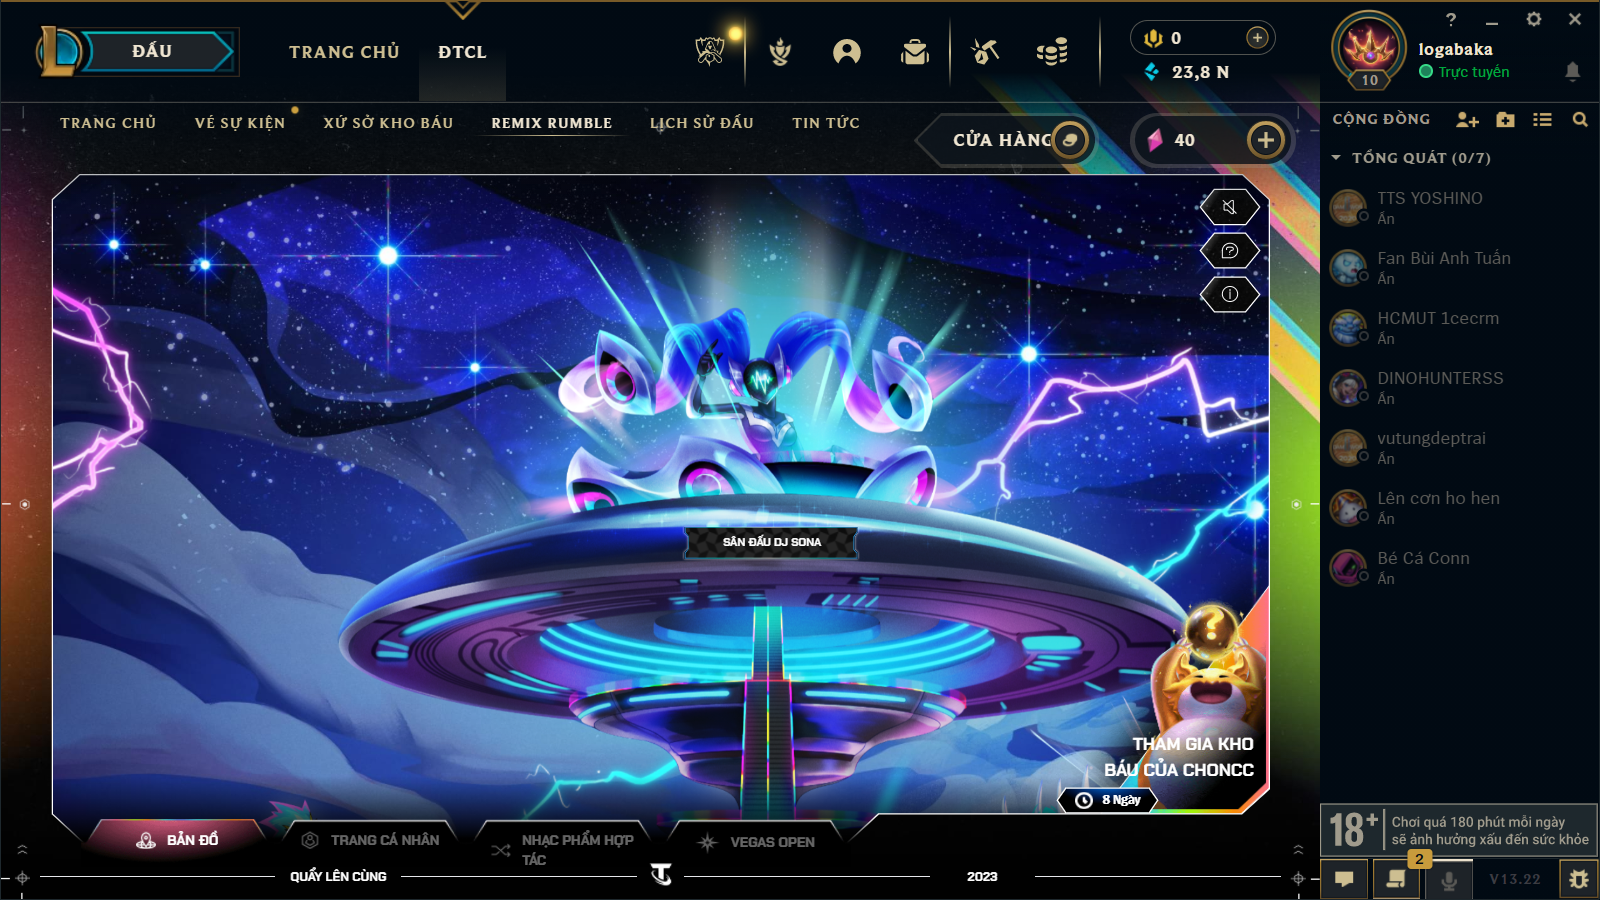 ĐẤU
TRANG CHỦ
ĐTCL
0
23,8 N
logabaka
Trực tuyến
10
TRANG CHỦ
VÉ SỰ KIỆN
XỨ SỞ KHO BÁU
REMIX RUMBLE
LỊCH SỬ ĐẤU
TIN TỨC
CỬA HÀNG
40
CỘNG ĐỒNG
TỔNG QUÁT (0/7)
TTS YOSHINO
Ẩn
Fan Bùi Anh Tuấn
Ẩn
HCMUT 1cecrm
Ẩn
DINOHUNTERSS
Ẩn
vutungdeptrai
Ẩn
Lên cơn ho hen
Ẩn
Bé Cá Conn
Ẩn
SÂN ĐẤU DJ SONA
THAM GIA KHO
BÁU CỦA CHONCC
8 Ngày
BẢN ĐỒ
TRANG CÁ NHÂN
NHẠC PHẨM HỢP
TÁC
VEGAS OPEN
QUẨY LÊN CÙNG
2023
18+
Chơi quá 180 phút mỗi ngày
sẽ ảnh hưởng xấu đến sức khỏe
2
V13.22